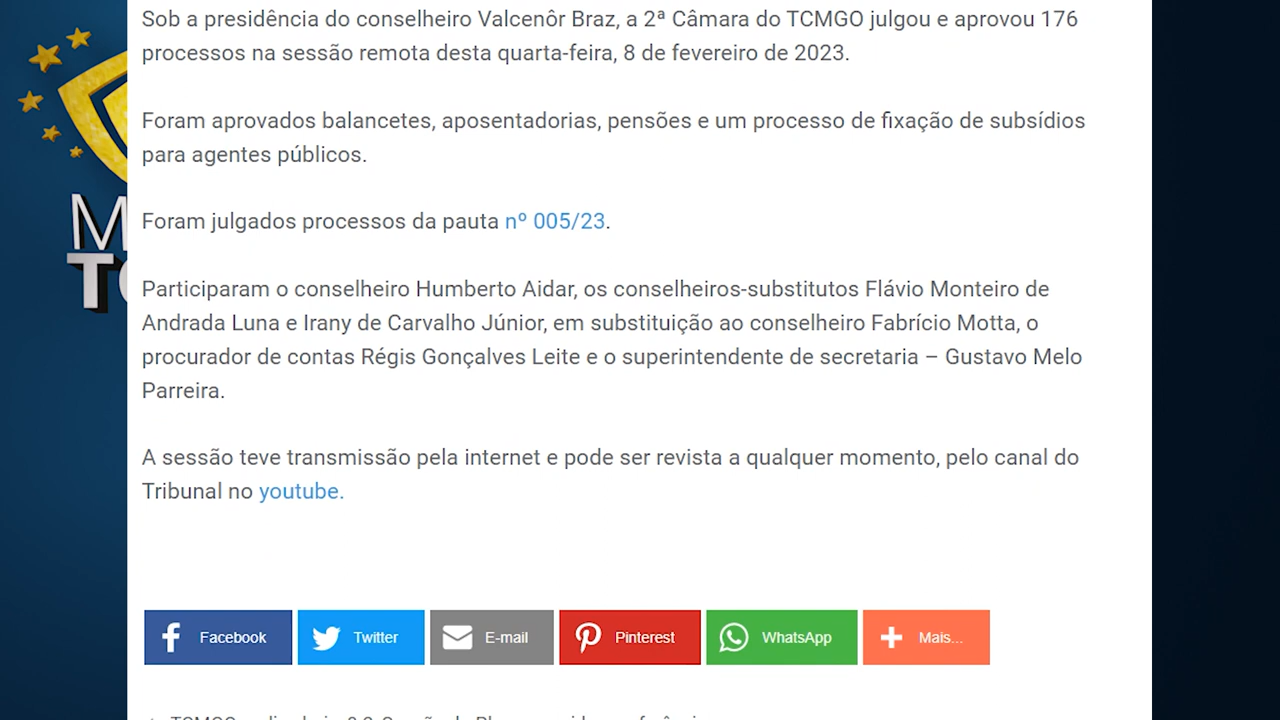 Sob a presidência do conselheiro Valcenôr Braz, a 2ª Câmara do TCMGO julgou e aprovou 176
processos na sessão remota desta quarta-feira, 8 de fevereiro de 2023.
Foram aprovados balancetes, aposentadorias, pensões e um processo de fixação de subsídios
para agentes públicos.
Foram julgados processos da pauta nº 005/23.
Participaram o conselheiro Humberto Aidar, os conselheiros-substitutos Flávio Monteiro de
Andrada Luna e Irany de Carvalho Júnior, em substituição ao conselheiro Fabrício Motta, o
procurador de contas Régis Gonçalves Leite e o superintendente de secretaria – Gustavo Melo
Parreira.
A sessão teve transmissão pela internet e pode ser revista a qualquer momento, pelo canal do
Tribunal no youtube.
Facebook Twitter E-mail Pinterest WhatsApp Mais...